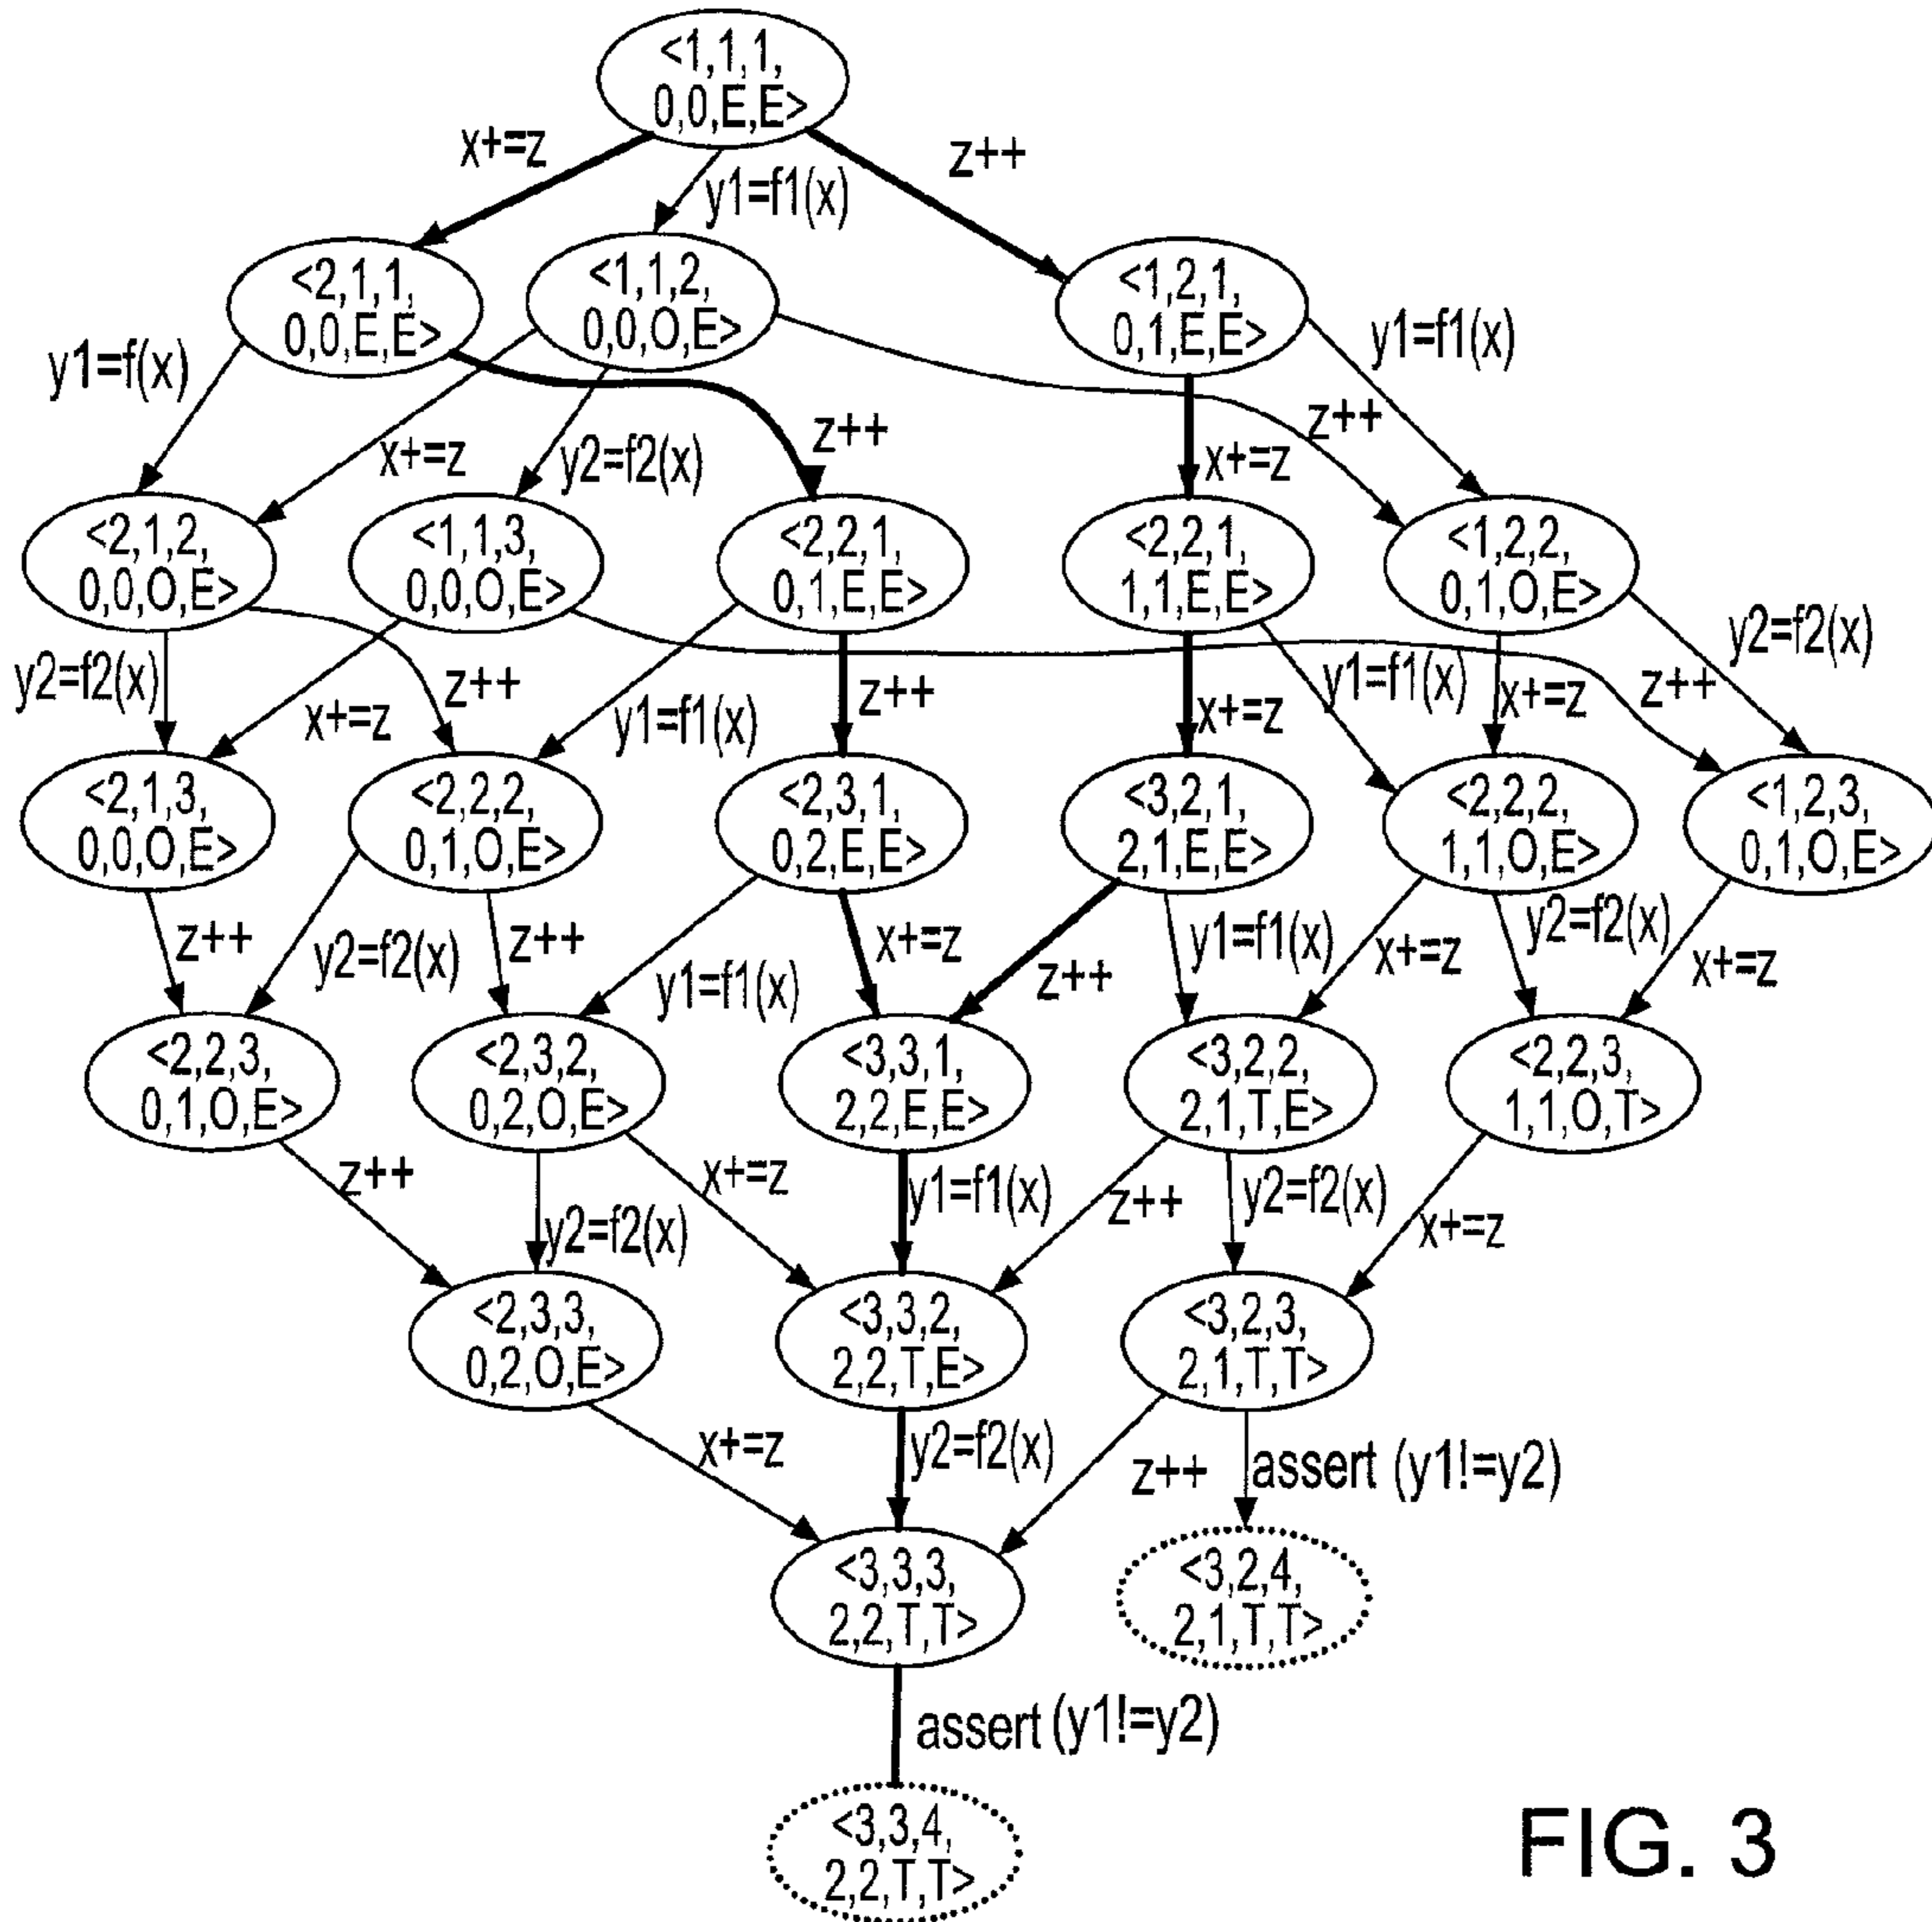 <1,1,1,
0,0,E,E>
x+=z
y1=f1(x)
z++
<2,1,1,
0,0,E,E>
<1,1,2,
0,0,O,E>
<1,2,1,
0,1,E,E>
y1=f(x)
x+=z
y2=f2(x)
z++
x+=z
z++
y1=f1(x)
<2,1,2,
0,0,O,E>
<1,1,3,
0,0,O,E>
<2,2,1,
0,1,E,E>
<2,2,1,
1,1,E,E>
<1,2,2,
0,1,O,E>
y2=f2(x)
x+=z
z++
y1=f1(x)
z++
x+=z
y1=f1(x)
x+=z
z++
y2=f2(x)
<2,1,3,
0,0,O,E>
<2,2,2,
0,1,O,E>
<2,3,1,
0,2,E,E>
<3,2,1,
2,1,E,E>
<2,2,2,
1,1,O,E>
<1,2,3,
0,1,O,E>
z++
y2=f2(x)
z++
y1=f1(x)
x+=z
z++
y1=f1(x)
x+=z
y2=f2(x)
x+=z
<2,2,3,
0,1,O,E>
<2,3,2,
0,2,O,E>
<3,3,1,
2,2,E,E>
<3,2,2,
2,1,T,E>
<2,2,3,
1,1,O,T>
z++
y2=f2(x)
x+=z
y1=f1(x)
z++
y2=f2(x)
x+=z
<2,3,3,
0,2,O,E>
<3,3,2,
2,2,T,E>
<3,2,3,
2,1,T,T>
x+=z
y2=f2(x)
z++
assert (y1!=y2)
<3,3,3,
2,2,T,T>
<3,2,4,
2,1,T,T>
assert (y1!=y2)
<3,3,4,
2,2,T,T>
FIG. 3